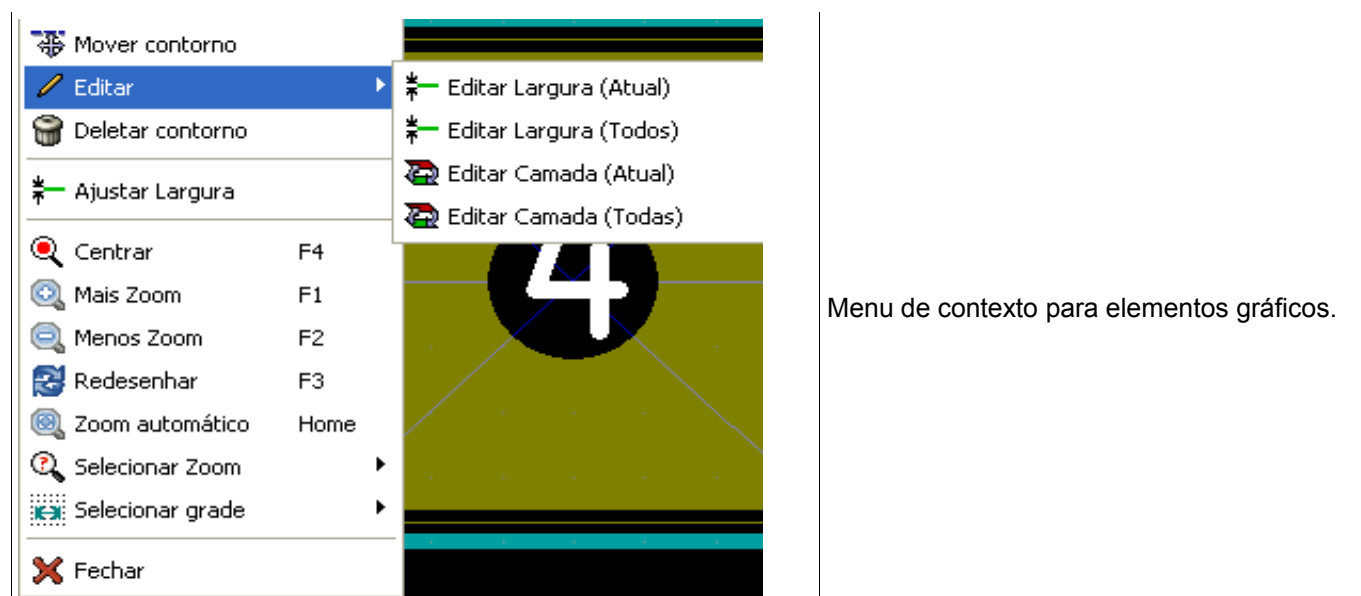 Mover contorno
Editar
Deletar contorno
Ajustar Largura
Centrar F4
Mais Zoom F1
Menos Zoom F2
Redesenhar F3
Zoom automático Home
Selecionar Zoom
Selecionar grade
Fechar
Editar Largura (Atual)
Editar Largura (Todos)
Editar Camada (Atual)
Editar Camada (Todas)
4
Menu de contexto para elementos gráficos.